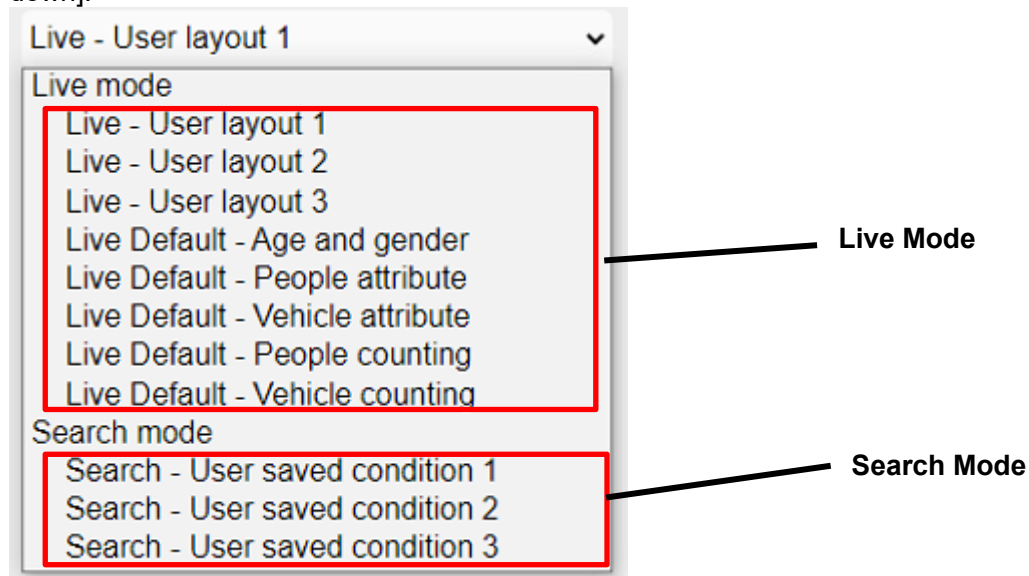 down].
Live - User layout 1
Live mode
Live - User layout 1
Live - User layout 2
Live - User layout 3
Live Default - Age and gender
Live Default - People attribute
Live Default - Vehicle attribute
Live Default - People counting
Live Default - Vehicle counting
Live Mode
Search mode
Search - User saved condition 1
Search - User saved condition 2
Search - User saved condition 3
Search Mode